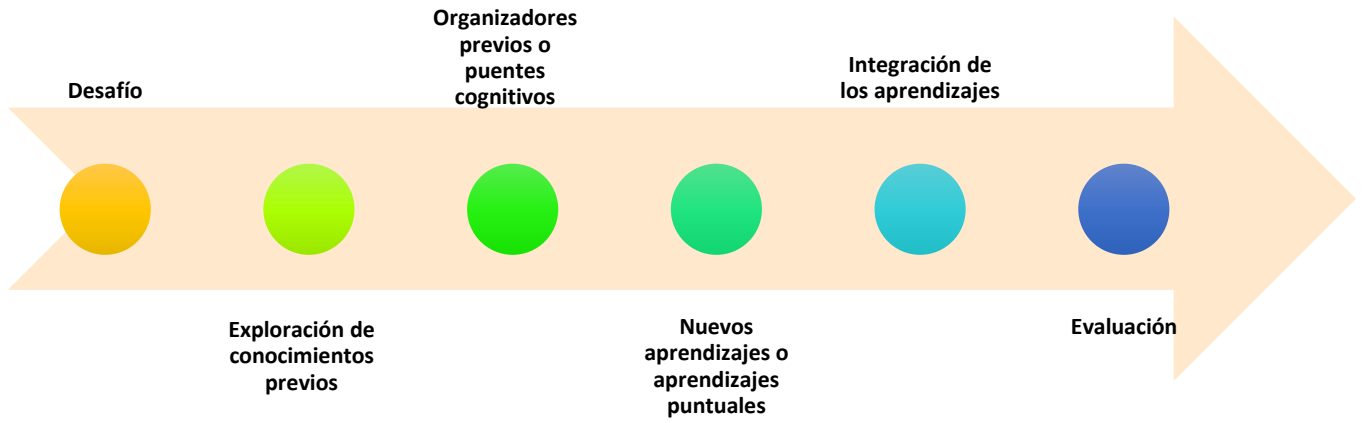 Desafío
Exploración de
conocimientos
previos
Organizadores
previos o
puentes
cognitivos
Nuevos
aprendizajes o
aprendizajes
puntuales
Integración de
los aprendizajes
Evaluación